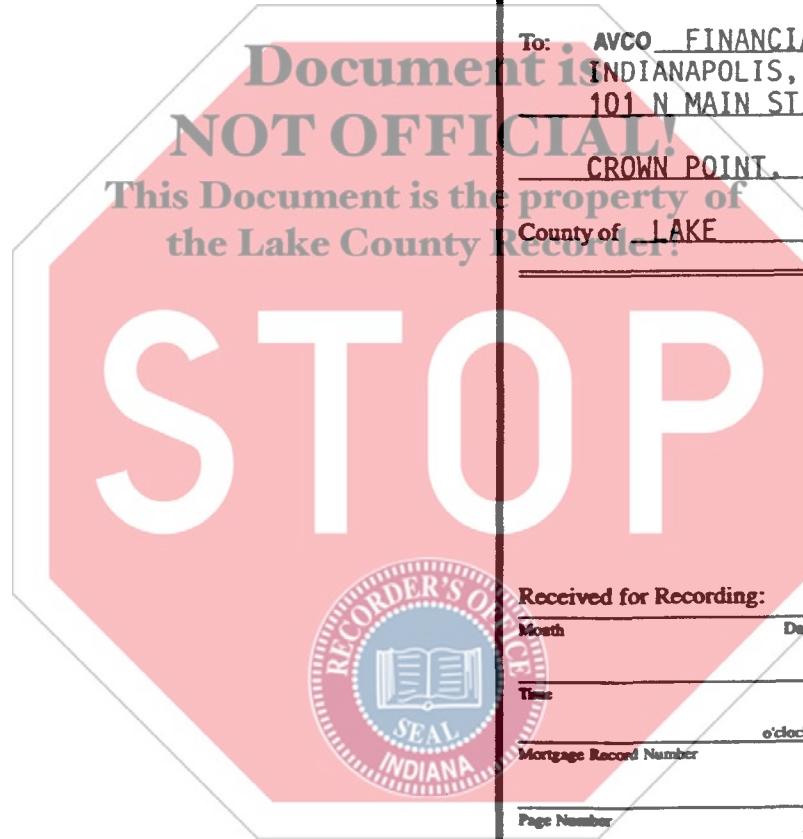 Document is
NOT OFFICIAL!
This Document is the property of
the Lake County Recorder!
STOP
RECORDER'S OFFICE
SEAL
INDIANA
To: AVCO FINANCIA
INDIANAPOLIS,
101 N MAIN ST
CROWN POINT,
County of LAKE
Received for Recording:
Month Da
Time
o'cloc
Mortgage Record Number
Page Number